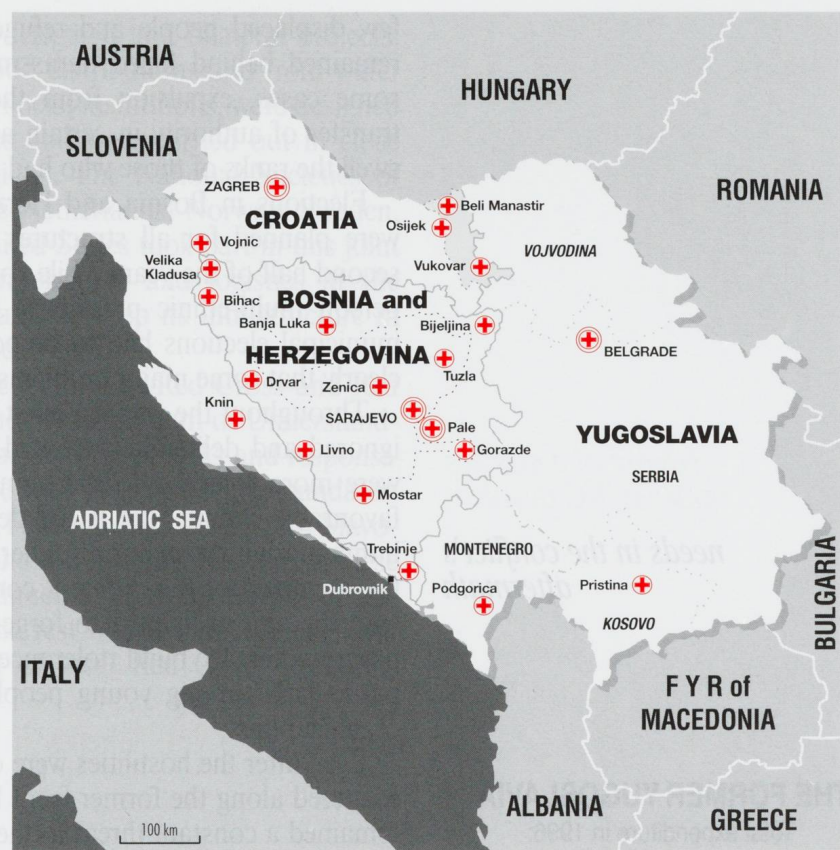 AUSTRIA
HUNGARY
SLOVENIA
ROMANIA
ZAGREB
CROATIA
Beli Manastir
Osijek
Vojnic
VOJVODINA
Velika
Kladusa
Vukovar
Bihac
BOSNIA and
Banja Luka
Bijeljina
HERZEGOVINA
BELGRADE
Tuzla
Drvar
Zenica
Knin
SARAJEVO
Pale
YUGOSLAVIA
Livno
Gorazde
SERBIA
Mostar
ADRIATIC SEA
Trebinje
MONTENEGRO
Dubrovnik
Podgorica
Pristina
KOSOVO
BULGARIA
ITALY
F Y R of
MACEDONIA
ALBANIA
GREECE
100 km